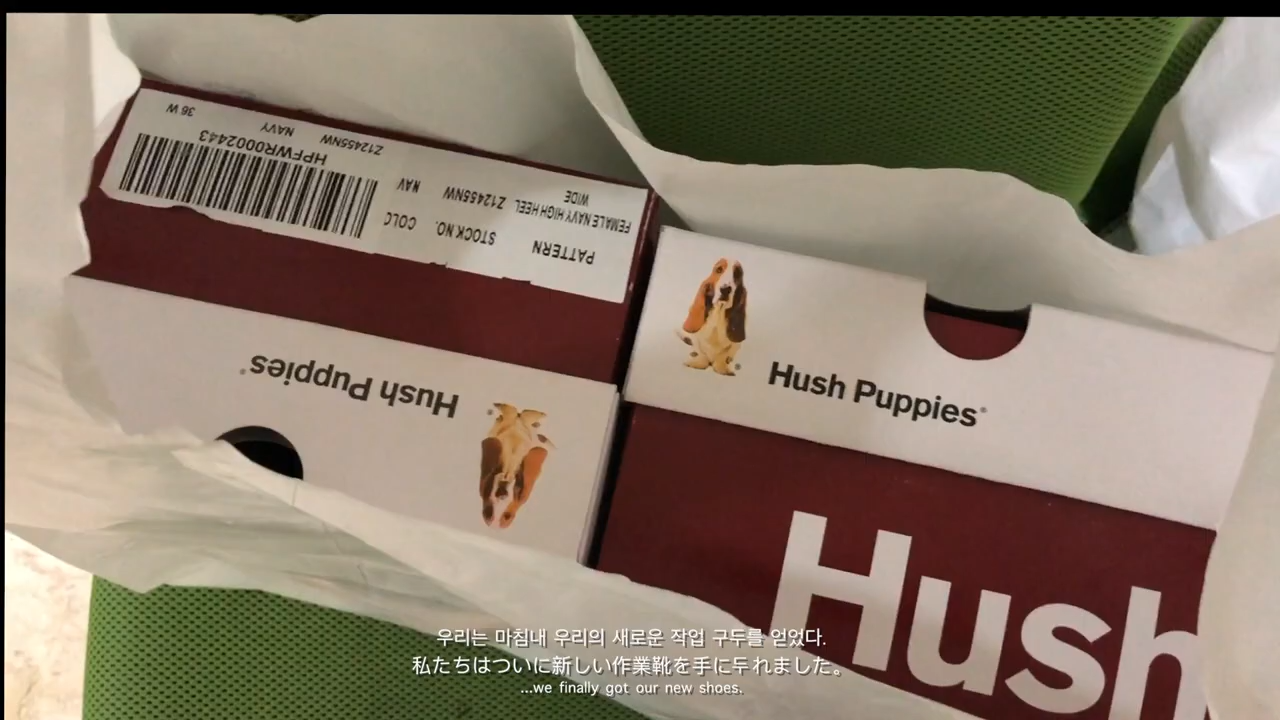 PATTERN STOCK NO. COLO
FEMALE NAVY HIGH HEEL Z12455NW NAV
WIDE
HPFWR0002443
Z12455NW NAVY 36 W
Hush Puppies
Hush Puppies
Hush
우리는 마침내 우리의 새로운 작업 구두를 얻었다.
私たちはついに新しい作業靴を手に두れました。
...we finally got our new shoes.